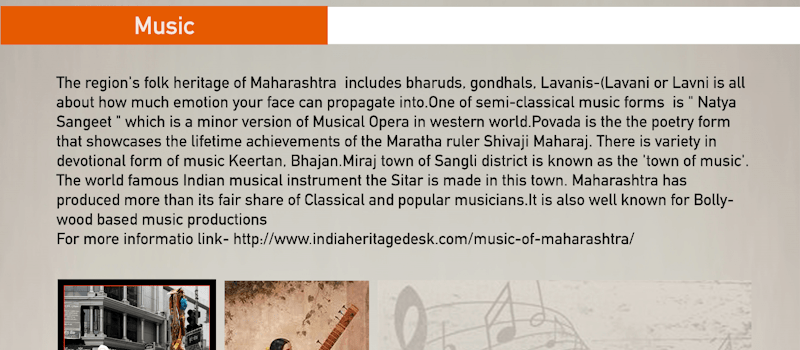 Music
The region's folk heritage of Maharashtra includes bharuds, gondhals, Lavanis-(Lavani or Lavni is all
about how much emotion your face can propagate into.One of semi-classical music forms is " Natya
Sangeet " which is a minor version of Musical Opera in western world.Povada is the the poetry form
that showcases the lifetime achievements of the Maratha ruler Shivaji Maharaj. There is variety in
devotional form of music Keertan, Bhajan.Miraj town of Sangli district is known as the 'town of music'.
The world famous Indian musical instrument the Sitar is made in this town. Maharashtra has
produced more than its fair share of Classical and popular musicians.It is also well known for Bolly-
wood based music productions
For more informatio link- http://www.indiaheritagedesk.com/music-of-maharashtra/